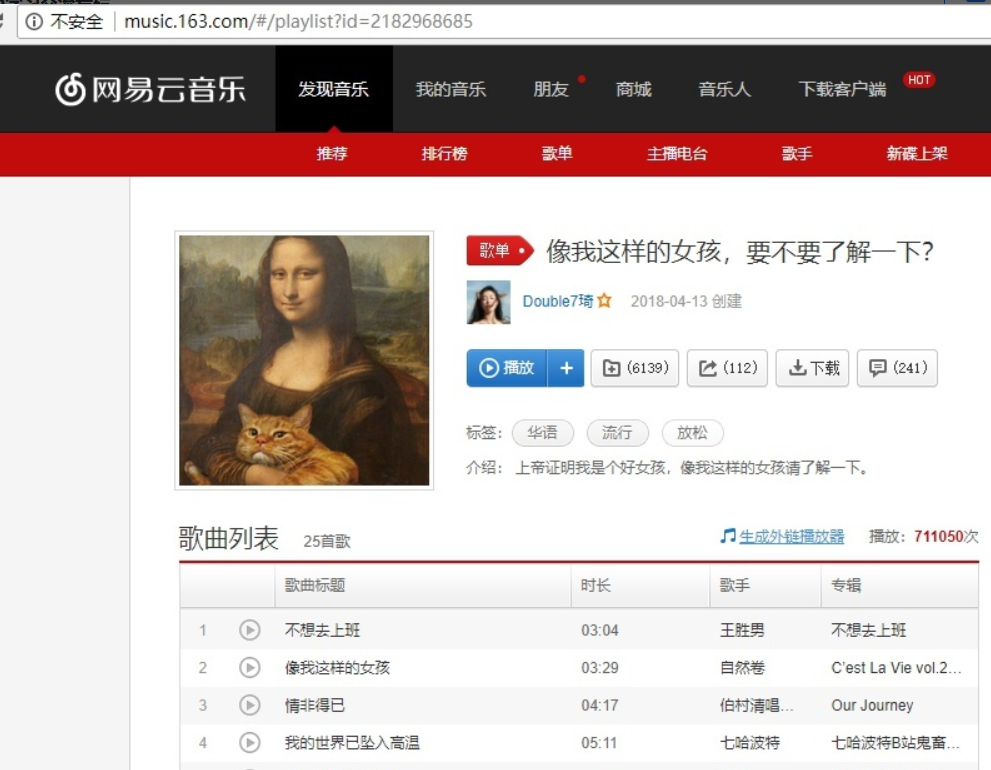 不安全 music.163.com/#/playlist?id=2182968685
网易云音乐 发现音乐 我的音乐 朋友 商城 音乐人 下载客户端 HOT
推荐 排行榜 歌单 主播电台 歌手 新碟上架
歌单 像我这样的女孩，要不要了解一下？
Double7琦 2018-04-13 创建
播放 + (6139) (112) 下载 (241)
标签： 华语 流行 放松
介绍： 上帝证明我是个好女孩，像我这样的女孩请了解一下。
歌曲列表 25首歌 生成外链播放器 播放：711050次
歌曲标题 时长 歌手 专辑
1 不想去上班 03:04 王胜男 不想去上班
2 像我这样的女孩 03:29 自然卷 C'est La Vie vol.2...
3 情非得已 04:17 伯村清唱... Our Journey
4 我的世界已坠入高温 05:11 七哈波特 七哈波特B站鬼畜...